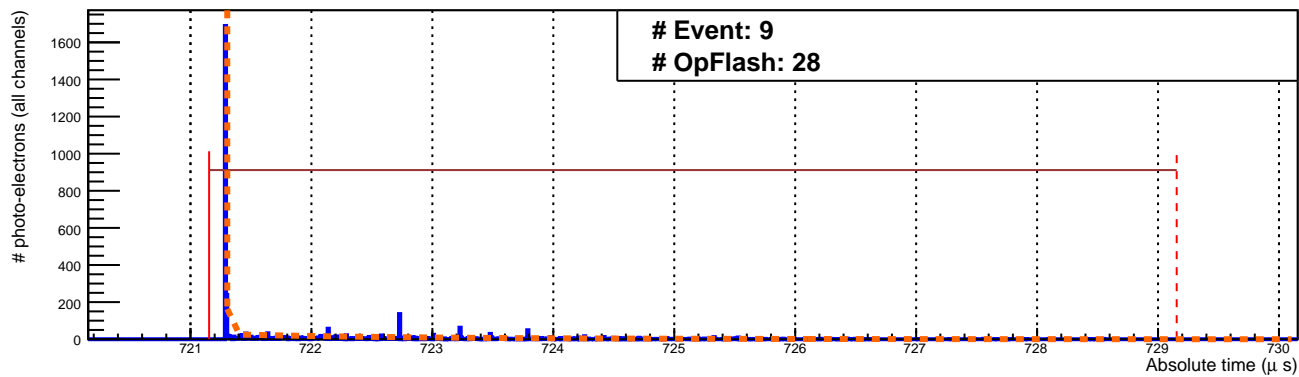 # Event: 9
# OpFlash: 28
# photo-electrons (all channels)
1600
1400
1200
1000
800
600
400
200
0
721 722 723 724 725 726 727 728 729 730
Absolute time (μ s)